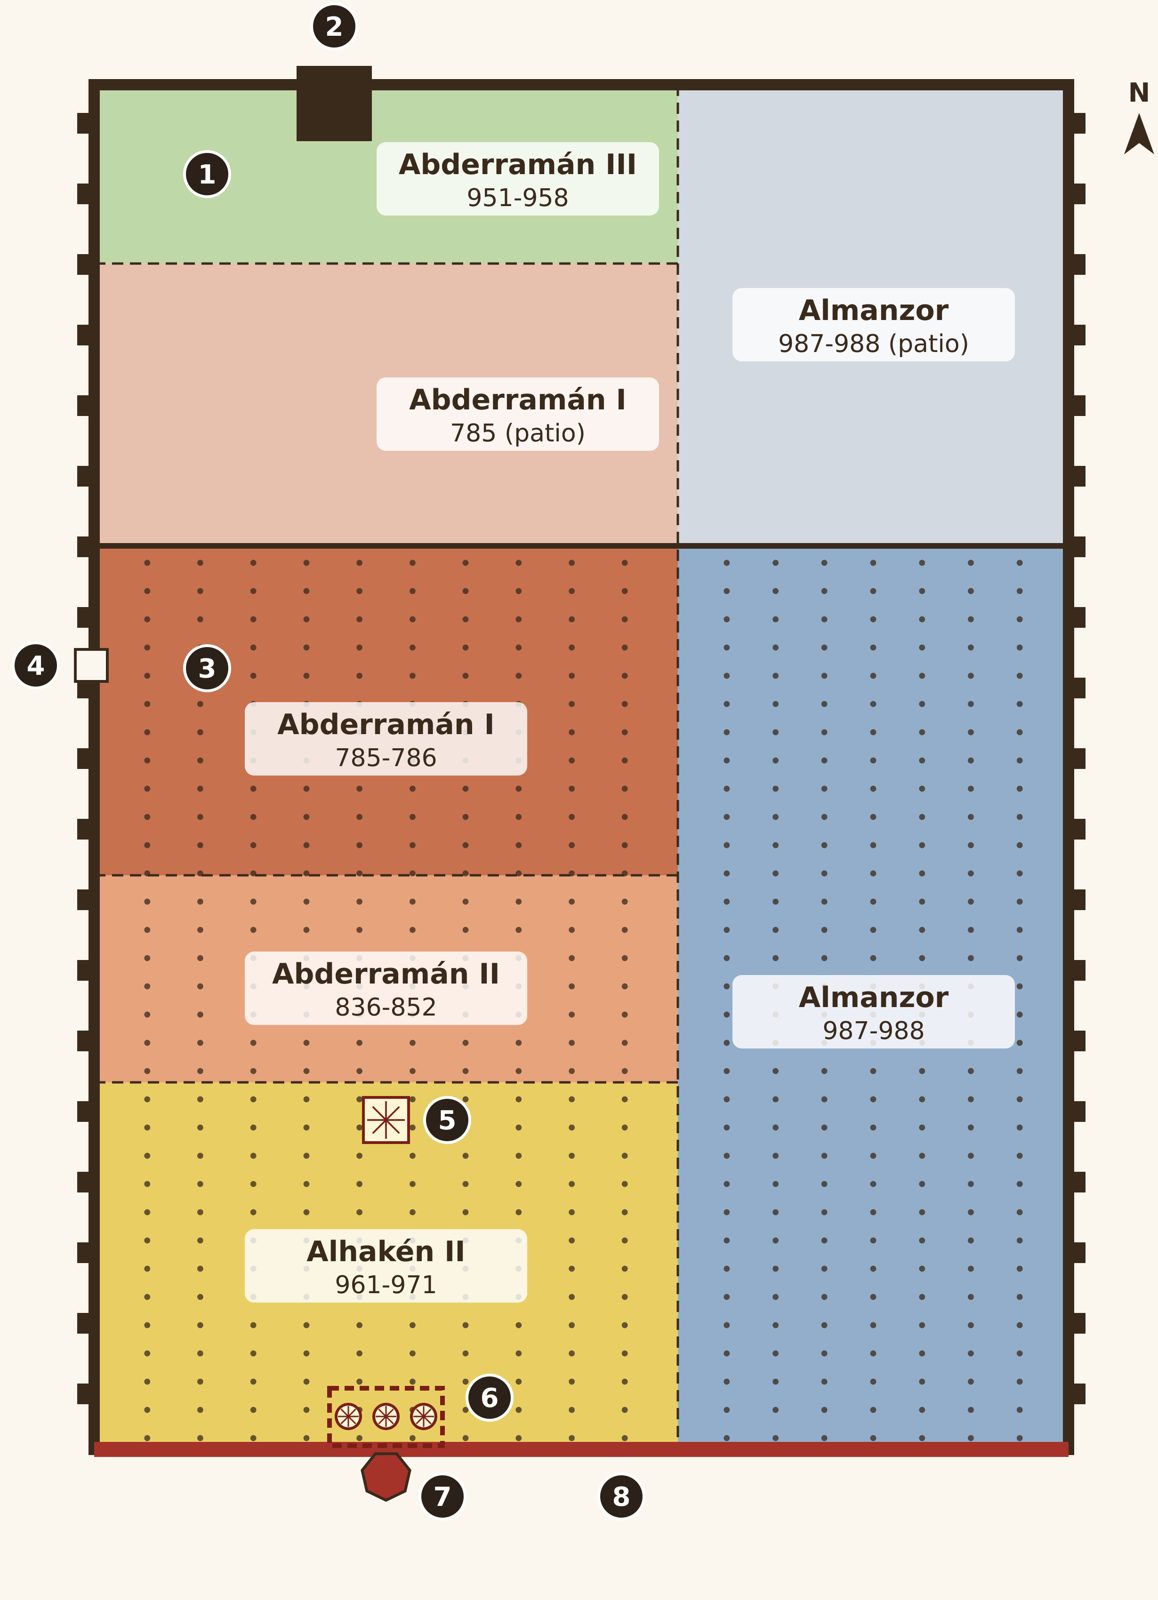 2
N
1
Abderramán III
951-958
Almanzor
987-988 (patio)
Abderramán I
785 (patio)
4
3
Abderramán I
785-786
Abderramán II
836-852
Almanzor
987-988
5
Alhakén II
961-971
6
7
8